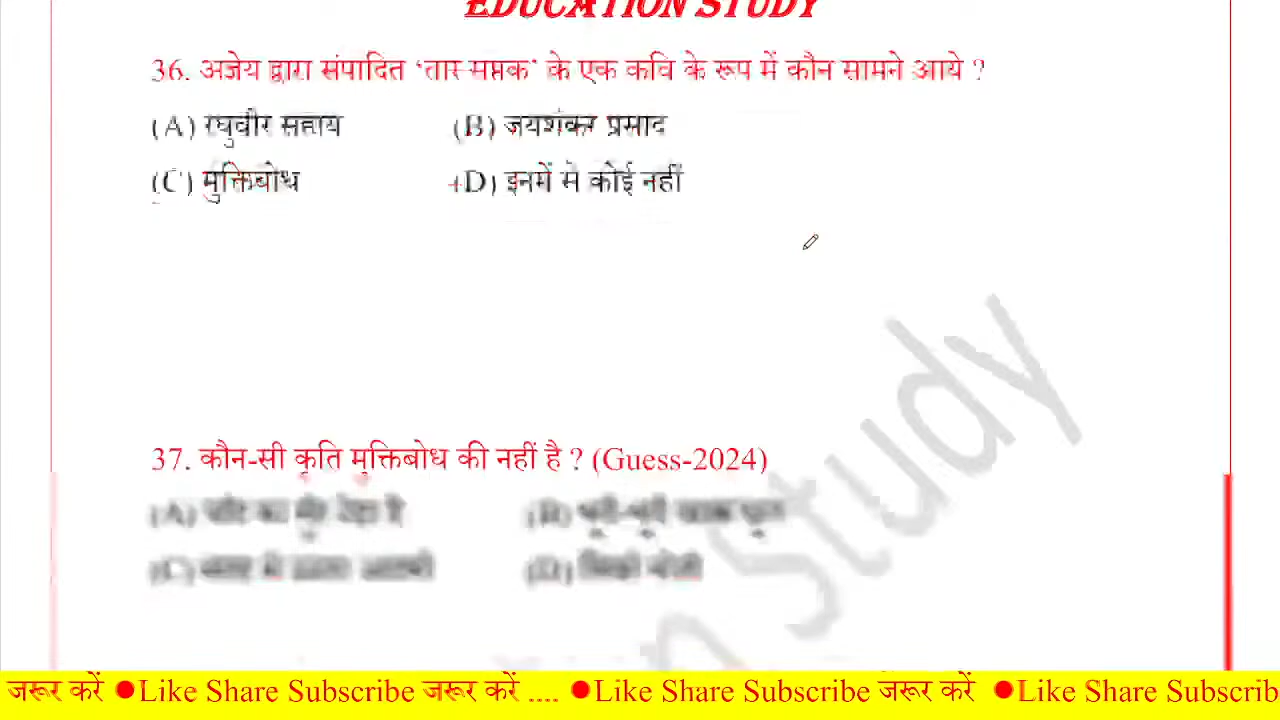 EDUCATION STUDY
36. अज्ञेय द्वारा संपादित ‘तार सप्तक’ के एक कवि के रूप में कौन सामने आये ?
(A) रघुवीर सहाय (B) जयशंकर प्रसाद
(C) मुक्तिबोध (D) इनमें से कोई नहीं
37. कौन-सी कृति मुक्तिबोध की नहीं है ? (Guess-2024)
(A) (B)
(C) (D)
Study
जरूर करें ●Like Share Subscribe जरूर करें .... ●Like Share Subscribe जरूर करें ●Like Share Subscrib